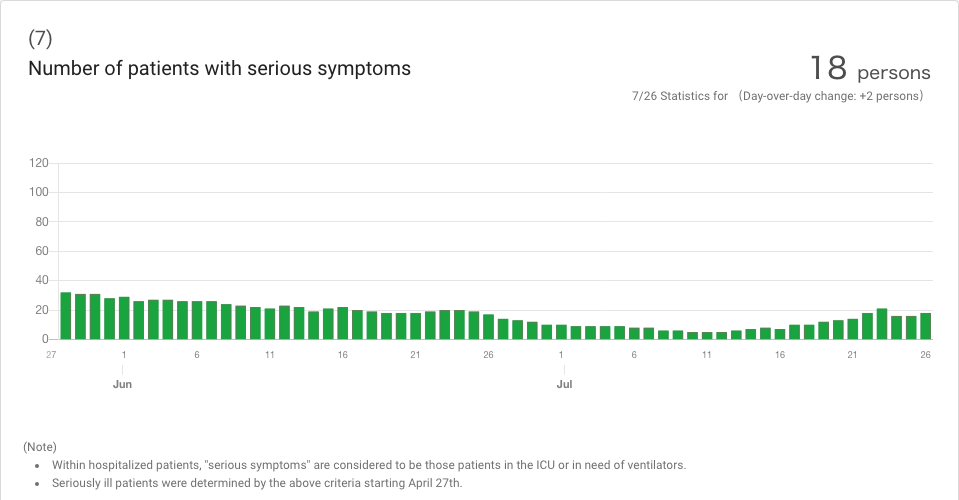 (7)
Number of patients with serious symptoms
18 persons
7/26 Statistics for (Day-over-day change: +2 persons)
120
100
80
60
40
20
0
27 1 6 11 16 21 26 1 6 11 16 21 26
Jun Jul
(Note)
• Within hospitalized patients, "serious symptoms" are considered to be those patients in the ICU or in need of ventilators.
• Seriously ill patients were determined by the above criteria starting April 27th.